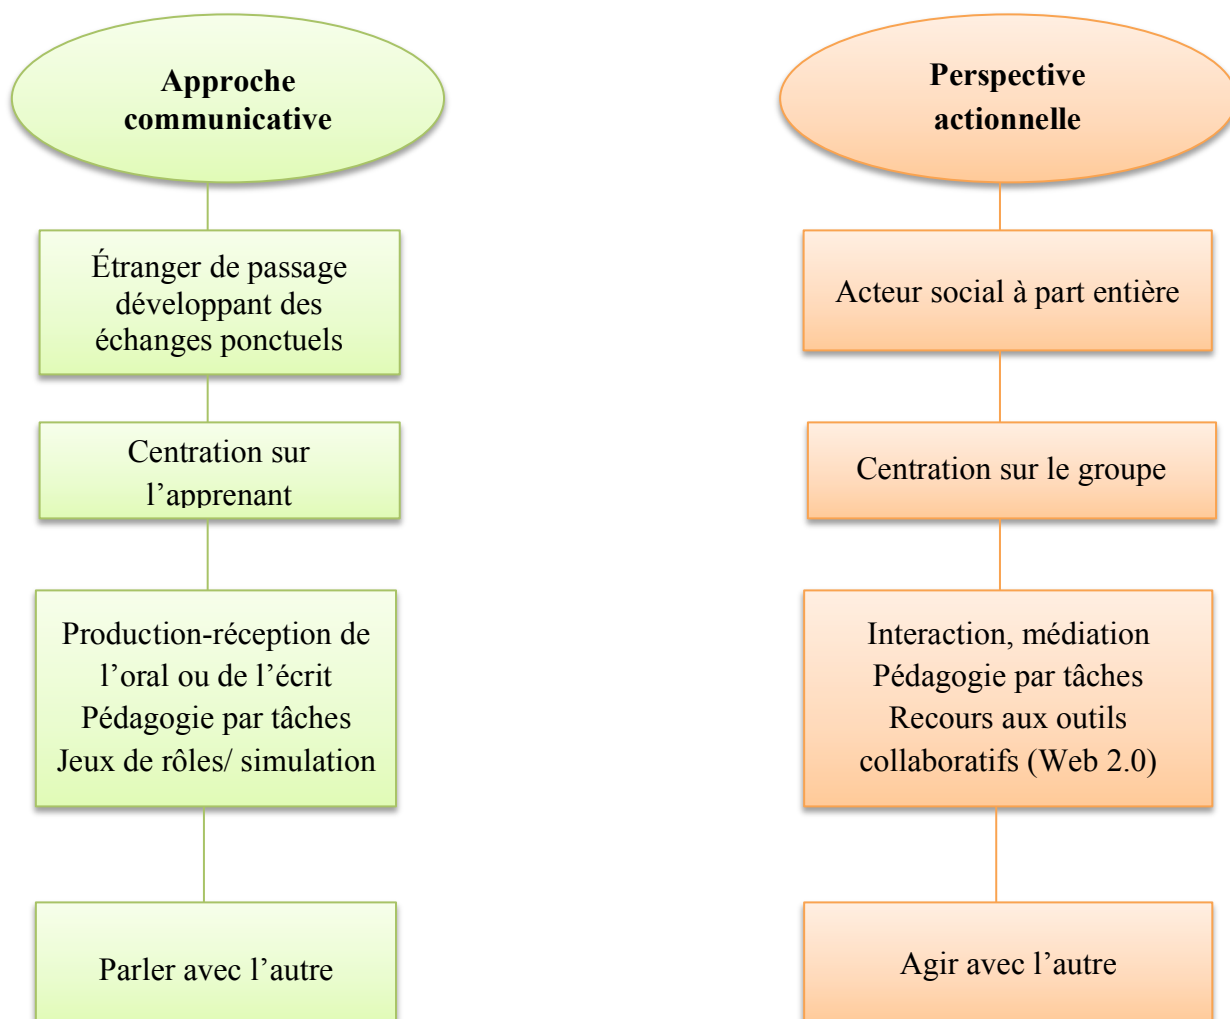 Approche
communicative
Étranger de passage
développant des
échanges ponctuels
Centration sur
l’apprenant
Production-réception de
l’oral ou de l’écrit
Pédagogie par tâches
Jeux de rôles/ simulation
Parler avec l’autre
Perspective
actionnelle
Acteur social à part entière
Centration sur le groupe
Interaction, médiation
Pédagogie par tâches
Recours aux outils
collaboratifs (Web 2.0)
Agir avec l’autre